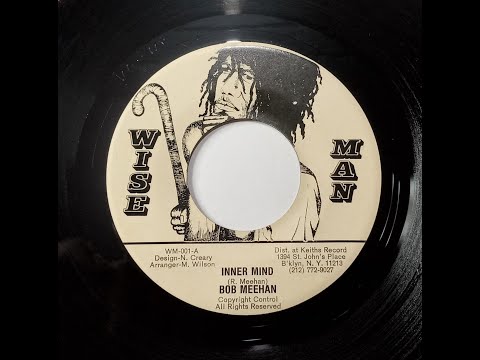 WISE
MAN
WM-001-A
Design-N. Creary
Arranger-M. Wilson
Dist. at Keiths Record
1394 St. John's Place
B'klyn, N. Y. 11213
(212) 772-9027
INNER MIND
(R. Meehan)
BOB MEEHAN
Copyright Control
All Rights Reserved